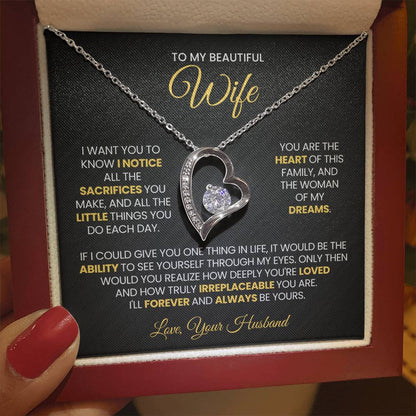 TO MY BEAUTIFUL
Wife
I WANT YOU TO
KNOW I NOTICE
ALL THE
SACRIFICES YOU
MAKE, AND ALL THE
LITTLE THINGS YOU
DO EACH DAY.
YOU ARE THE
HEART OF THIS
FAMILY, AND
THE WOMAN
OF MY
DREAMS.
IF I COULD GIVE YOU ONE THING IN LIFE, IT WOULD BE THE
ABILITY TO SEE YOURSELF THROUGH MY EYES. ONLY THEN
WOULD YOU REALIZE HOW DEEPLY YOU'RE LOVED
AND HOW TRULY IRREPLACEABLE YOU ARE.
I'LL FOREVER AND ALWAYS BE YOURS.
Love, Your Husband